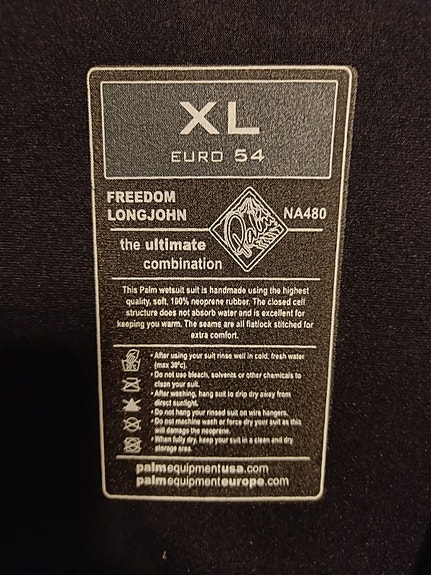 XL
EURO 54
FREEDOM
LONGJOHN
NA480
Palm
the ultimate
combination
This Palm wetsuit suit is handmade using the highest
quality, soft, 100% neoprene rubber. The closed cell
structure does not absorb water and is excellent for
keeping you warm. The seams are all flatlock stitched for
extra comfort.
• After using your suit rinse well in cold, fresh water
(max 30°c).
• Do not use bleach, solvents or other chemicals to
clean your suit.
• After washing, hang suit to drip dry away from
direct sunlight.
• Do not hang your rinsed suit on wire hangers.
• Do not machine wash or force dry your suit as this
will damage the neoprene.
• When fully dry, keep your suit in a clean and dry
storage area.
palmequipmentusa.com
palmequipmenteurope.com